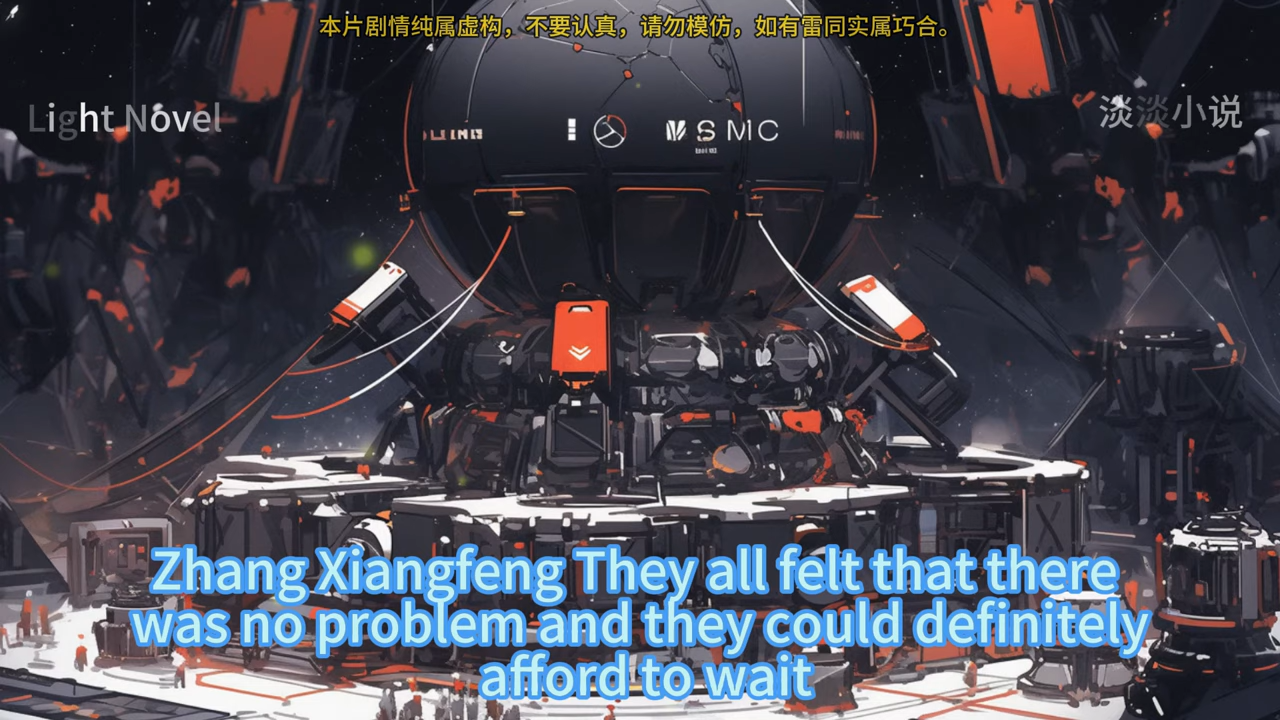 本片剧情纯属虚构，不要认真，请勿模仿，如有雷同实属巧合。
Light Novel
淡淡小说
SMC
Zhang Xiangfeng They all felt that there
was no problem and they could definitely
afford to wait